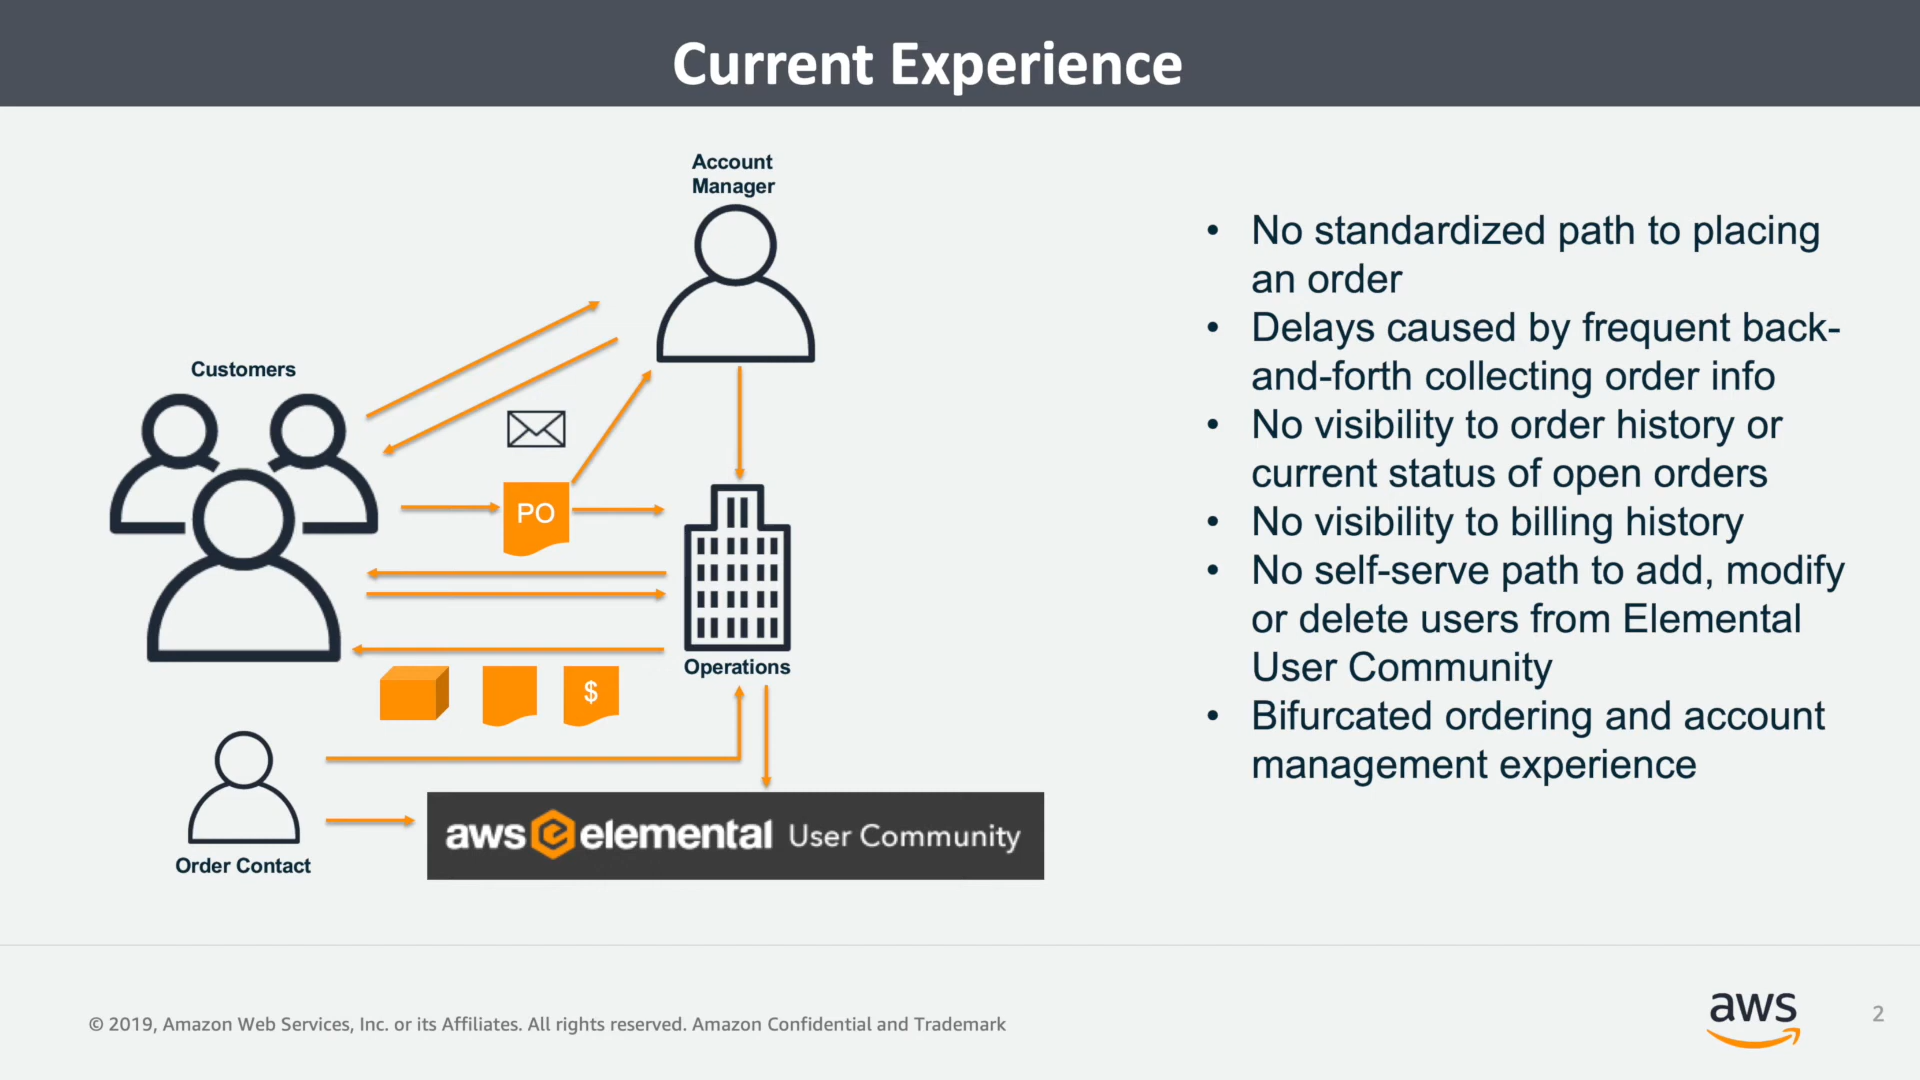 Current Experience
Account
Manager
Customers
PO
Operations
$
Order Contact
aws elemental User Community
• No standardized path to placing
an order
• Delays caused by frequent back-
and-forth collecting order info
• No visibility to order history or
current status of open orders
• No visibility to billing history
• No self-serve path to add, modify
or delete users from Elemental
User Community
• Bifurcated ordering and account
management experience
© 2019, Amazon Web Services, Inc. or its Affiliates. All rights reserved. Amazon Confidential and Trademark
aws
2